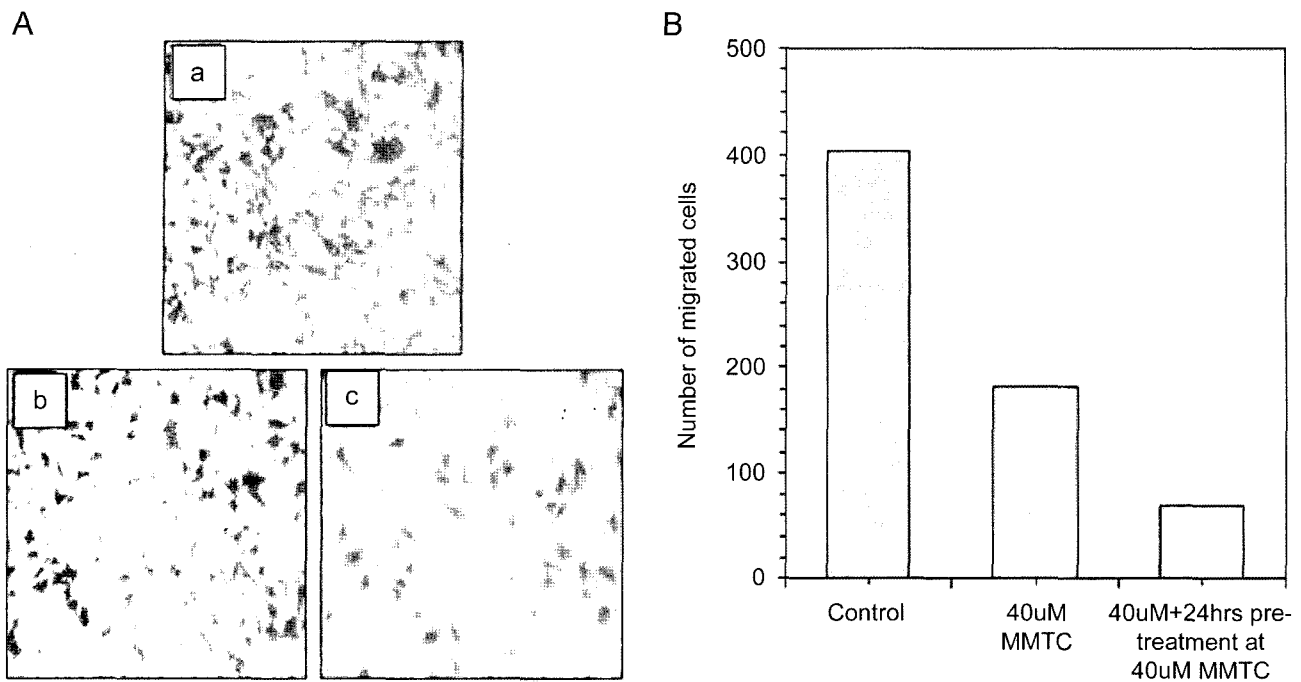 A
a
b
c
B
Number of migrated cells
500
400
300
200
100
0
Control
40uM
MMTC
40uM+24hrs pre-
treatment at
40uM MMTC